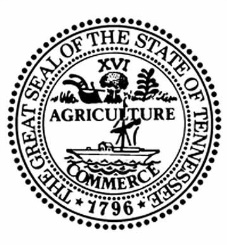 THE GREAT SEAL OF THE STATE OF TENNESSEE
XVI
AGRICULTURE
COMMERCE
1796